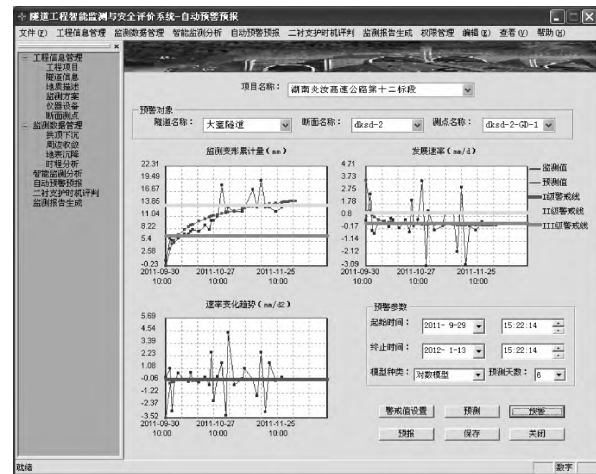 隧道工程智能监测与安全评价系统-自动预警预报
文件(F) 工程信息管理 监测数据管理 智能监测分析 自动预警预报 二衬支护时机评判 监测报告生成 权限管理 编辑(E) 查看(V) 帮助(H)
工程信息管理
工程项目
隧道信息
地质描述
监测方案
仪器设备
断面测点
监测数据管理
拱顶下沉
周边收敛
地表沉降
时程分析
智能监测分析
自动预警预报
二衬支护时机评判
监测报告生成
项目名称: 湖南炎汝高速公路第十二标段
预警对象
隧道名称: 大室隧道 断面名称: dksd-2 测点名称: dksd-2-GD-1
监测变形累计量(mm)
22.31
19.49
16.67
13.85
11.04
8.22
5.4
2.58
-0.23
2011-09-30 2011-10-27 2011-11-25
10:00 10:00 10:00
发展速率(mm/d)
4.71
3.73
2.75
1.78
0.8
-0.17
-1.14
-2.12
-3.09
2011-09-30 2011-10-27 2011-11-25
10:00 10:00 10:00
监测值
预测值
I级警戒线
II级警戒线
III级警戒线
速率变化趋势(mm/d2)
5.69
4.54
3.39
2.23
1.08
-0.06
-1.22
-2.37
-3.52
2011-09-30 2011-10-27 2011-11-25
10:00 10:00 10:00
预警参数
起始时间: 2011- 9-29 15:22:14
终止时间: 2012- 1-13 15:22:14
模型种类: 对数模型 预测天数: 6
警戒值设置 预测 预警
预报 保存 关闭
就绪 数字